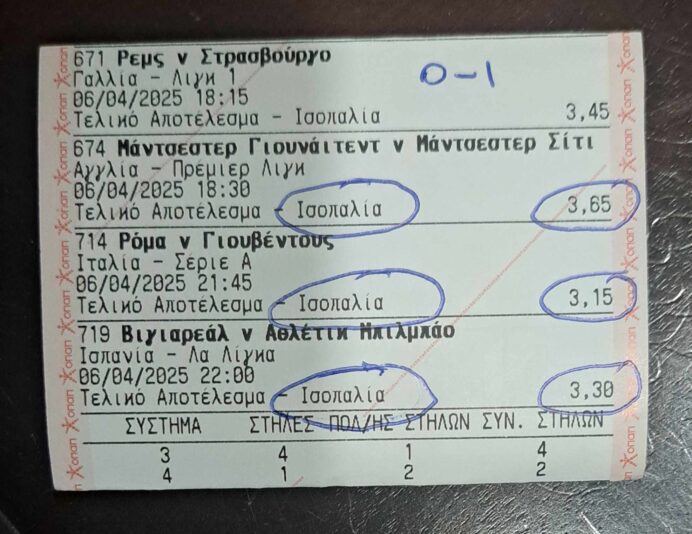 671 Ρεμς v Στρασβούργο
Γαλλία - Λιγκ 1
0-1
06/04/2025 18:15
Τελικό Αποτέλεσμα - Ισοπαλία 3,45
674 Μάντσεστερ Γιουνάιτεντ v Μάντσεστερ Σίτι
Αγγλία - Πρέμιερ Λιγκ
06/04/2025 18:30
Τελικό Αποτέλεσμα - Ισοπαλία 3,65
714 Ρόμα v Γιουβέντους
Ιταλία - Σέριε Α
06/04/2025 21:45
Τελικό Αποτέλεσμα - Ισοπαλία 3,15
719 Βιγιαρεάλ v Αθλέτικ Μπιλμπάο
Ισπανία - Λα Λίγκα
06/04/2025 22:00
Τελικό Αποτέλεσμα - Ισοπαλία 3,30
ΣΥΣΤΗΜΑ ΣΤΗΛΕΣ ΠΟΛ/ΗΣ ΣΤΗΛΩΝ ΣΥΝ. ΣΤΗΛΩΝ
3 4 1 4
4 1 2 2